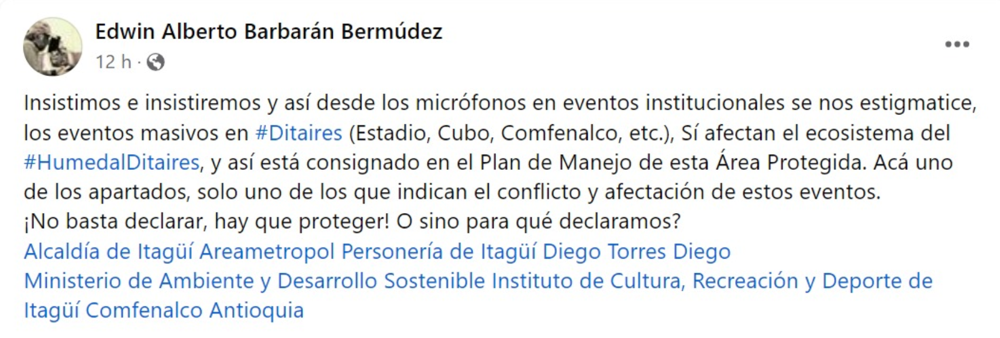 Edwin Alberto Barbarán Bermúdez
12 h ·
Insistimos e insistiremos y así desde los micrófonos en eventos institucionales se nos estigmatice,
los eventos masivos en #Ditaires (Estadio, Cubo, Comfenalco, etc.), Sí afectan el ecosistema del
#HumedalDitaires, y así está consignado en el Plan de Manejo de esta Área Protegida. Acá uno
de los apartados, solo uno de los que indican el conflicto y afectación de estos eventos.
¡No basta declarar, hay que proteger! O sino para qué declaramos?
Alcaldía de Itagüí Areametropol Personería de Itagüí Diego Torres Diego
Ministerio de Ambiente y Desarrollo Sostenible Instituto de Cultura, Recreación y Deporte de
Itagüí Comfenalco Antioquia